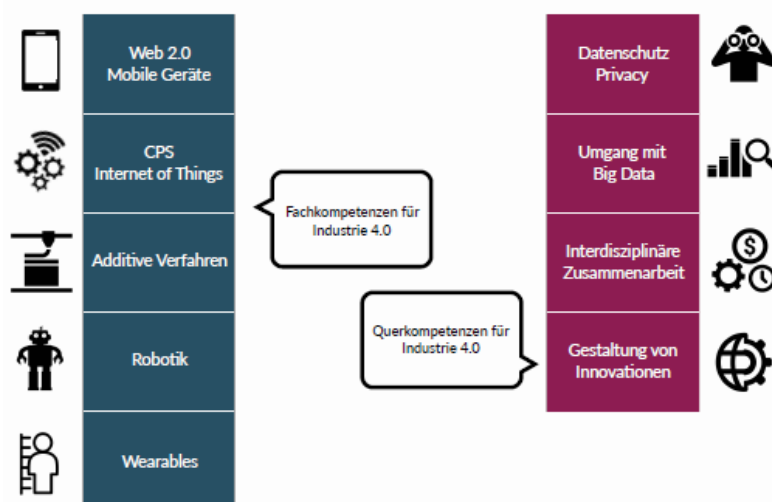 Web 2.0
Mobile Geräte
CPS
Internet of Things
Additive Verfahren
Robotik
Wearables
Fachkompetenzen für
Industrie 4.0
Querkompetenzen für
Industrie 4.0
Datenschutz
Privacy
Umgang mit
Big Data
Interdisziplinäre
Zusammenarbeit
Gestaltung von
Innovationen
$